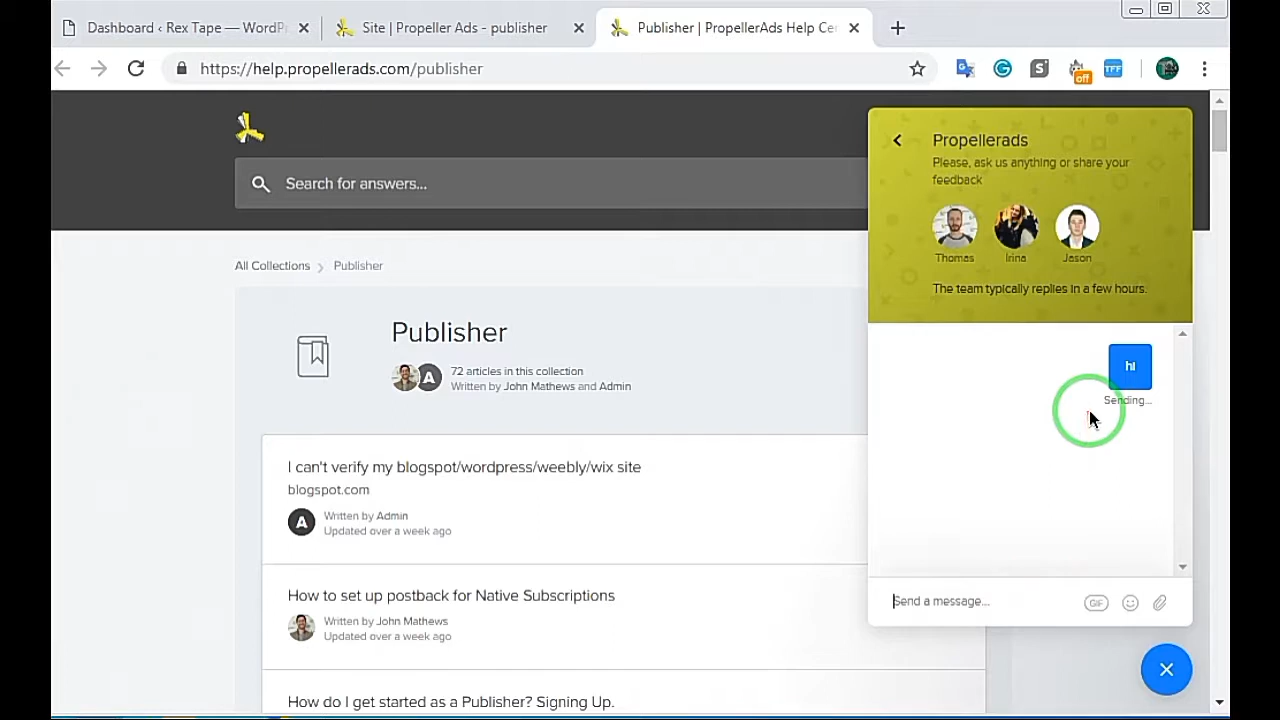 Dashboard ‹ Rex Tape — WordP
Site | Propeller Ads - publisher
Publisher | PropellerAds Help Cen
https://help.propellerads.com/publisher
off
TFF
Search for answers...
All Collections
Publisher
Publisher
A
72 articles in this collection
Written by John Mathews and Admin
I can't verify my blogspot/wordpress/weebly/wix site
blogspot.com
A
Written by Admin
Updated over a week ago
How to set up postback for Native Subscriptions
Written by John Mathews
Updated over a week ago
How do I get started as a Publisher? Signing Up.
Propellerads
Please, ask us anything or share your
feedback
Thomas
Irina
Jason
The team typically replies in a few hours.
hi
Sending...
Send a message...
GIF